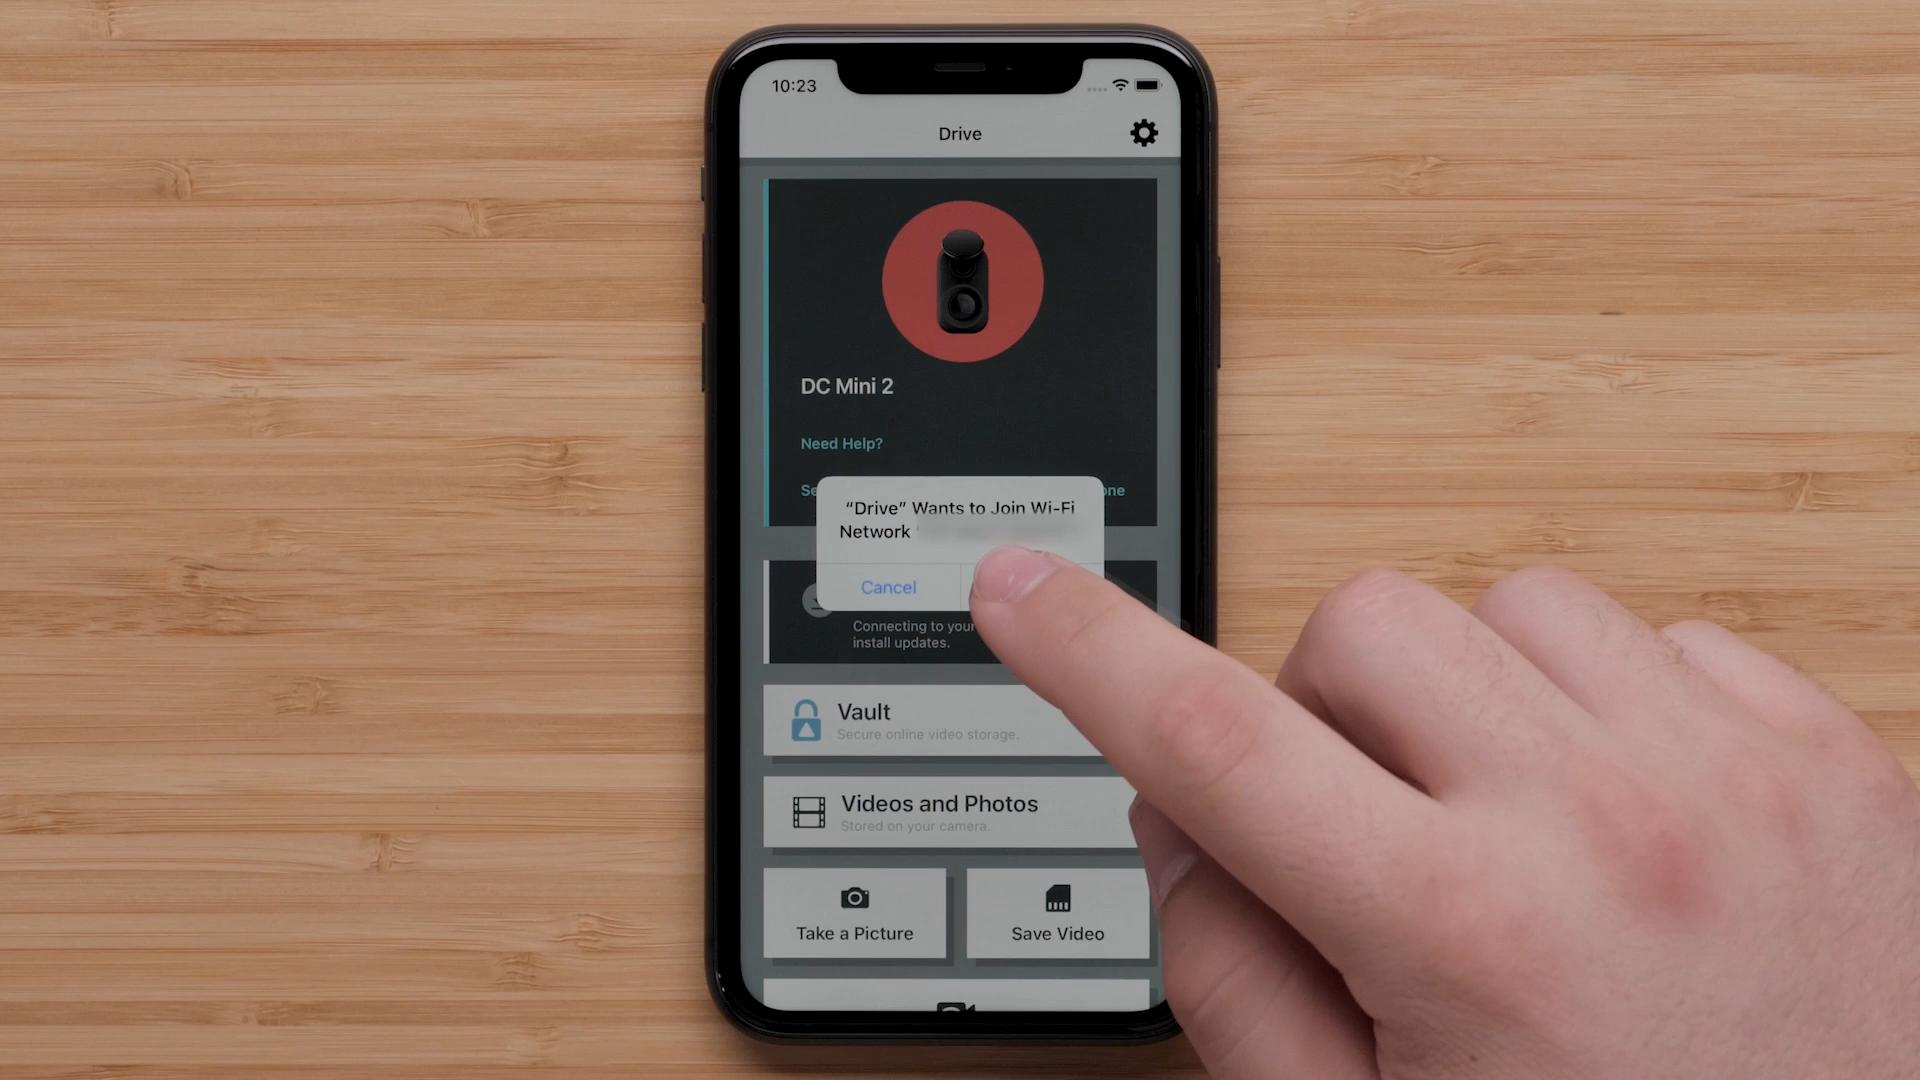 10:23
Drive
DC Mini 2
Need Help?
“Drive” Wants to Join Wi-Fi
Network
Cancel
Connecting to your
install updates.
Vault
Secure online video storage.
Videos and Photos
Stored on your camera.
Take a Picture
Save Video